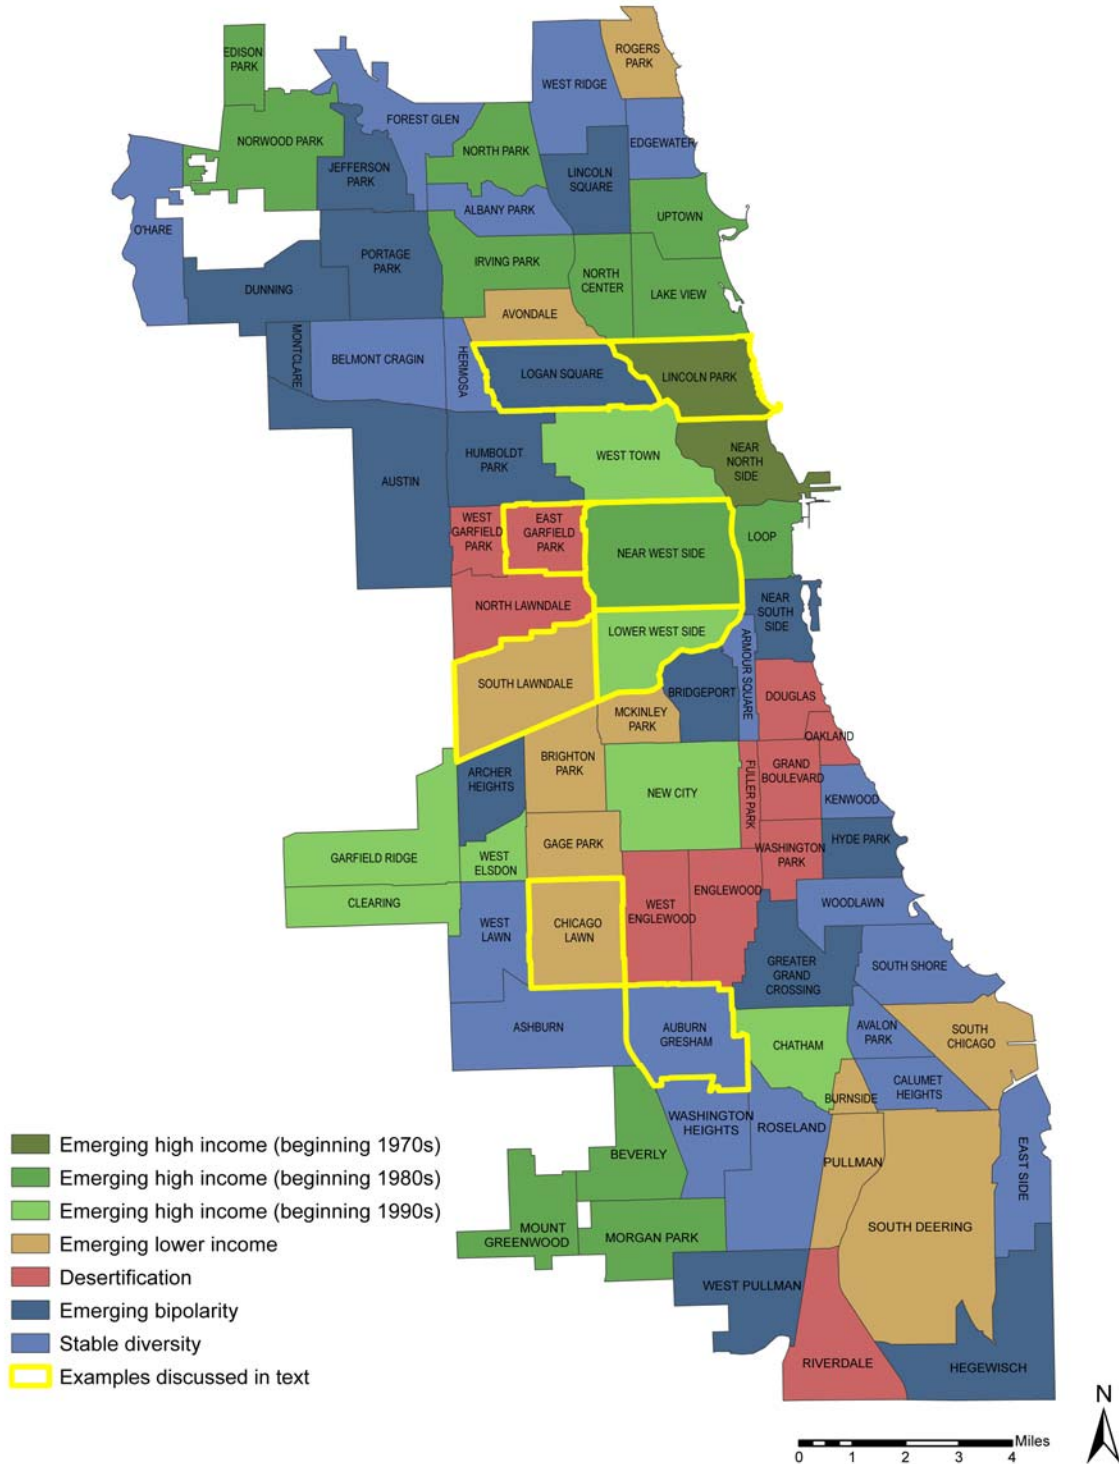 ROGERS
PARK
EDISON
PARK
WEST RIDGE
FOREST GLEN
NORWOOD PARK
NORTH PARK
EDGEWATER
JEFFERSON
PARK
LINCOLN
SQUARE
ALBANY PARK
UPTOWN
O'HARE
PORTAGE
PARK
IRVING PARK
NORTH
CENTER
DUNNING
LAKE VIEW
AVONDALE
MONTCLARE
BELMONT CRAGIN
HERMOSA
LOGAN SQUARE
LINCOLN PARK
NEAR
NORTH
SIDE
WEST TOWN
HUMBOLDT
PARK
AUSTIN
WEST
GARFIELD
PARK
EAST
GARFIELD
PARK
LOOP
NEAR WEST SIDE
NORTH LAWNDALE
NEAR
SOUTH
SIDE
LOWER WEST SIDE
ARMOUR SQUARE
SOUTH LAWNDALE
BRIDGEPORT
DOUGLAS
MCKINLEY
PARK
OAKLAND
BRIGHTON
PARK
ARCHER
HEIGHTS
FULLER PARK
GRAND
BOULEVARD
NEW CITY
KENWOOD
HYDE PARK
GAGE PARK
WASHINGTON
PARK
GARFIELD RIDGE
WEST
ELSDON
ENGLEWOOD
CLEARING
WEST
ENGLEWOOD
WOODLAWN
WEST
LAWN
CHICAGO
LAWN
GREATER
GRAND
CROSSING
SOUTH SHORE
ASHBURN
AUBURN
GRESHAM
AVALON
PARK
SOUTH
CHICAGO
CHATHAM
CALUMET
HEIGHTS
BURNSIDE
WASHINGTON
HEIGHTS
ROSELAND
EAST SIDE
BEVERLY
PULLMAN
MOUNT
GREENWOOD
MORGAN PARK
SOUTH DEERING
WEST PULLMAN
RIVERDALE
HEGEWISCH
Emerging high income (beginning 1970s)
Emerging high income (beginning 1980s)
Emerging high income (beginning 1990s)
Emerging lower income
Desertification
Emerging bipolarity
Stable diversity
Examples discussed in text
N
Miles
0 1 2 3 4